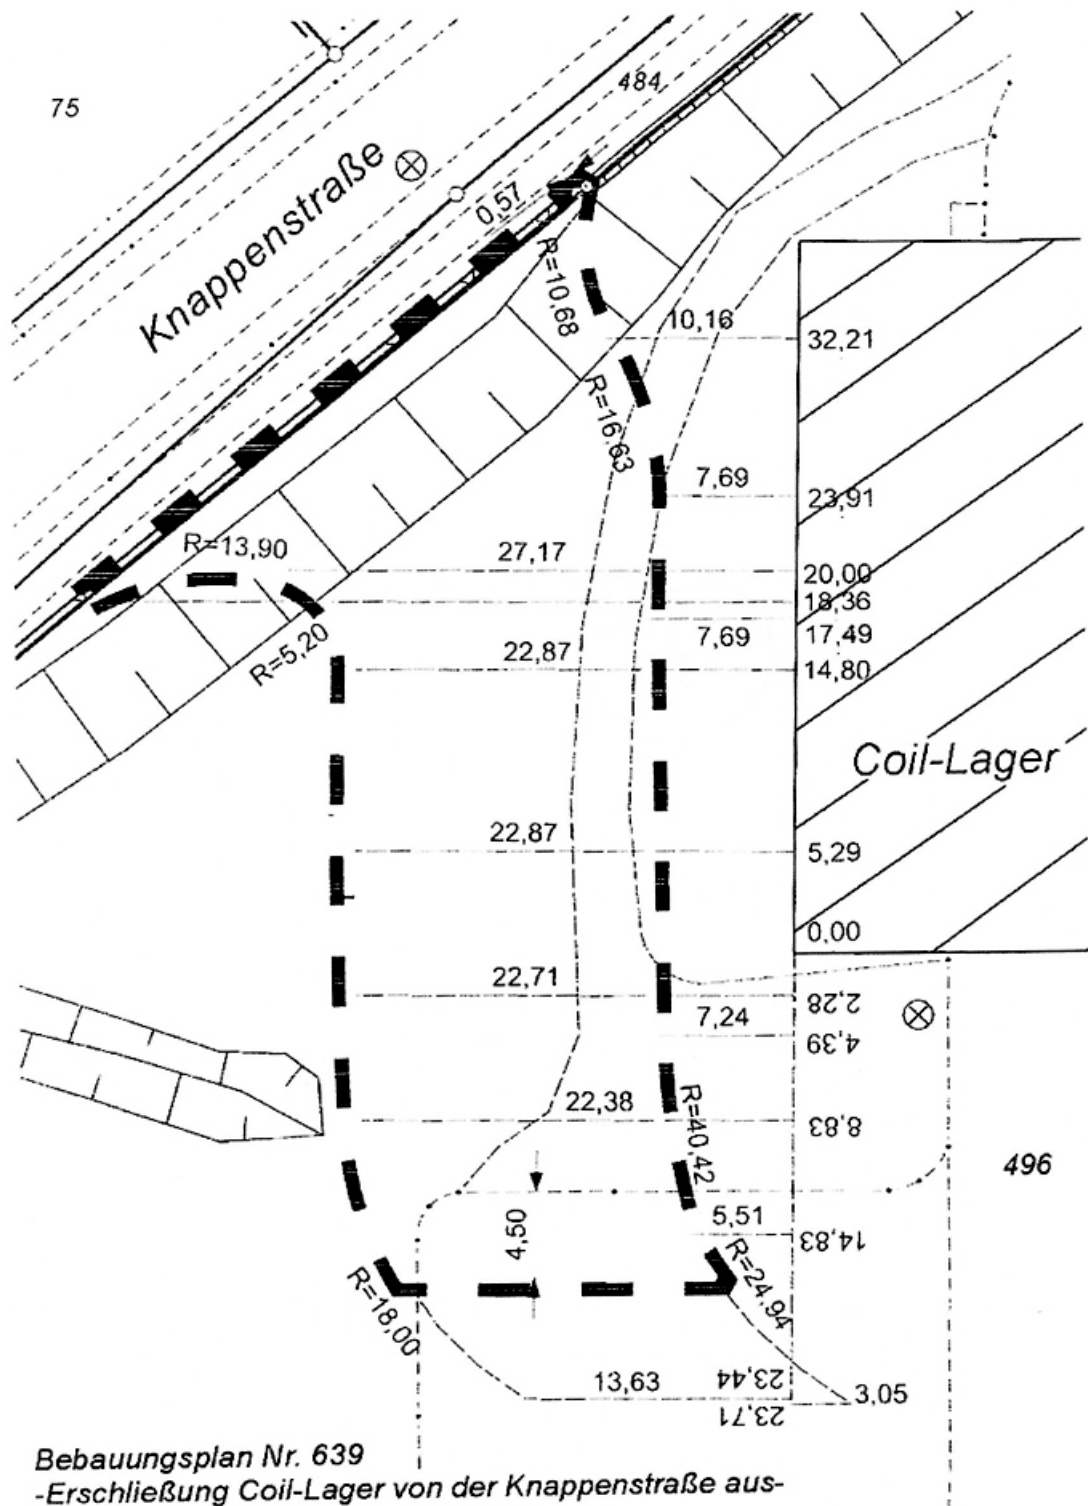 75
484
Knappenstraße
0,57
R=10,68
10,16
32,21
R=16,63
7,69
23,91
R=13,90
27,17
20,00
18,36
7,69
17,49
R=5,20
22,87
14,80
Coil-Lager
22,87
5,29
0,00
22,71
2,28
7,24
4,39
22,38
8,83
R=40,42
496
4,50
5,51
14,83
R=24,94
R=18,00
13,63
23,44
3,05
23,71
Bebauungsplan Nr. 639
-Erschließung Coil-Lager von der Knappenstraße aus-